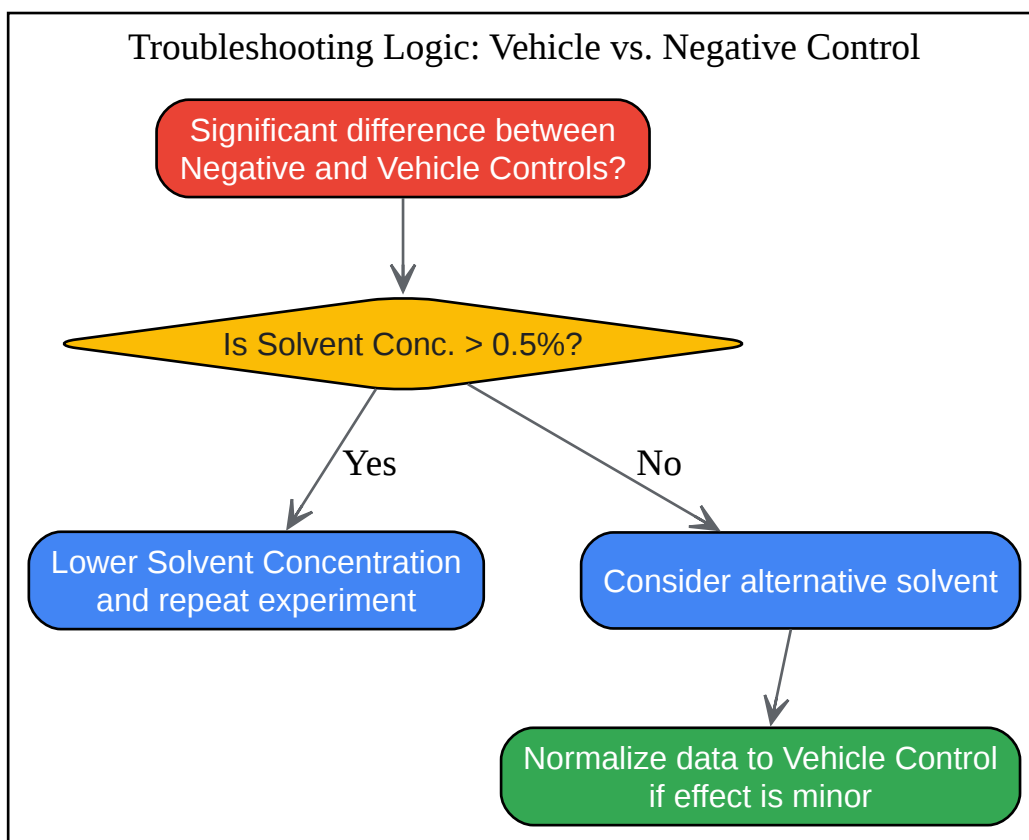 Troubleshooting Logic: Vehicle vs. Negative Control
Significant difference between
Negative and Vehicle Controls?
Is Solvent Conc. > 0.5%?
Yes
No
Lower Solvent Concentration
and repeat experiment
Consider alternative solvent
Normalize data to Vehicle Control
if effect is minor